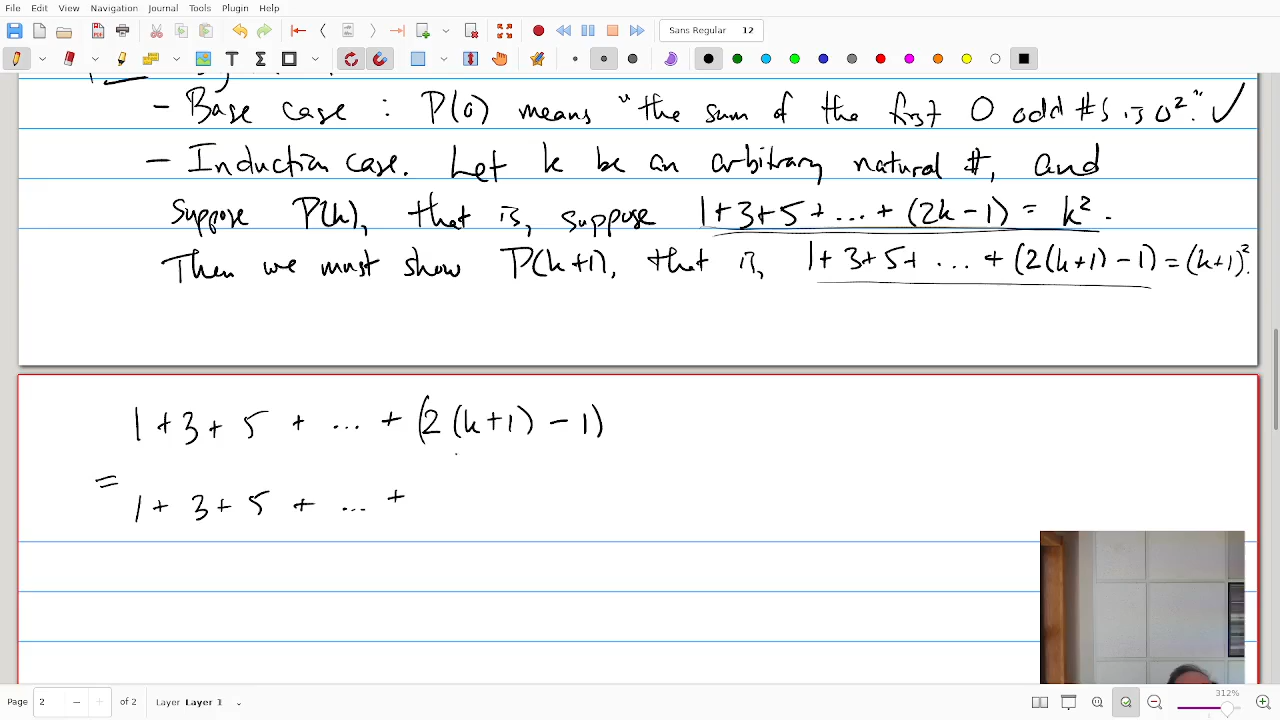 File Edit View Navigation Journal Tools Plugin Help
Sans Regular 12
– Base case : P(0) means "the sum of the first 0 odd #s is 0²." ✓
– Induction case. Let k be an arbitrary natural #, and
suppose P(k), that is, suppose 1+3+5+...+(2k-1) = k².
Then we must show P(k+1), that is, 1+3+5+...+(2(k+1)-1) = (k+1)².
1+3+5+...+(2(k+1)-1)
=
1+3+5+...+
Page 2 of 2 Layer Layer 1 312%